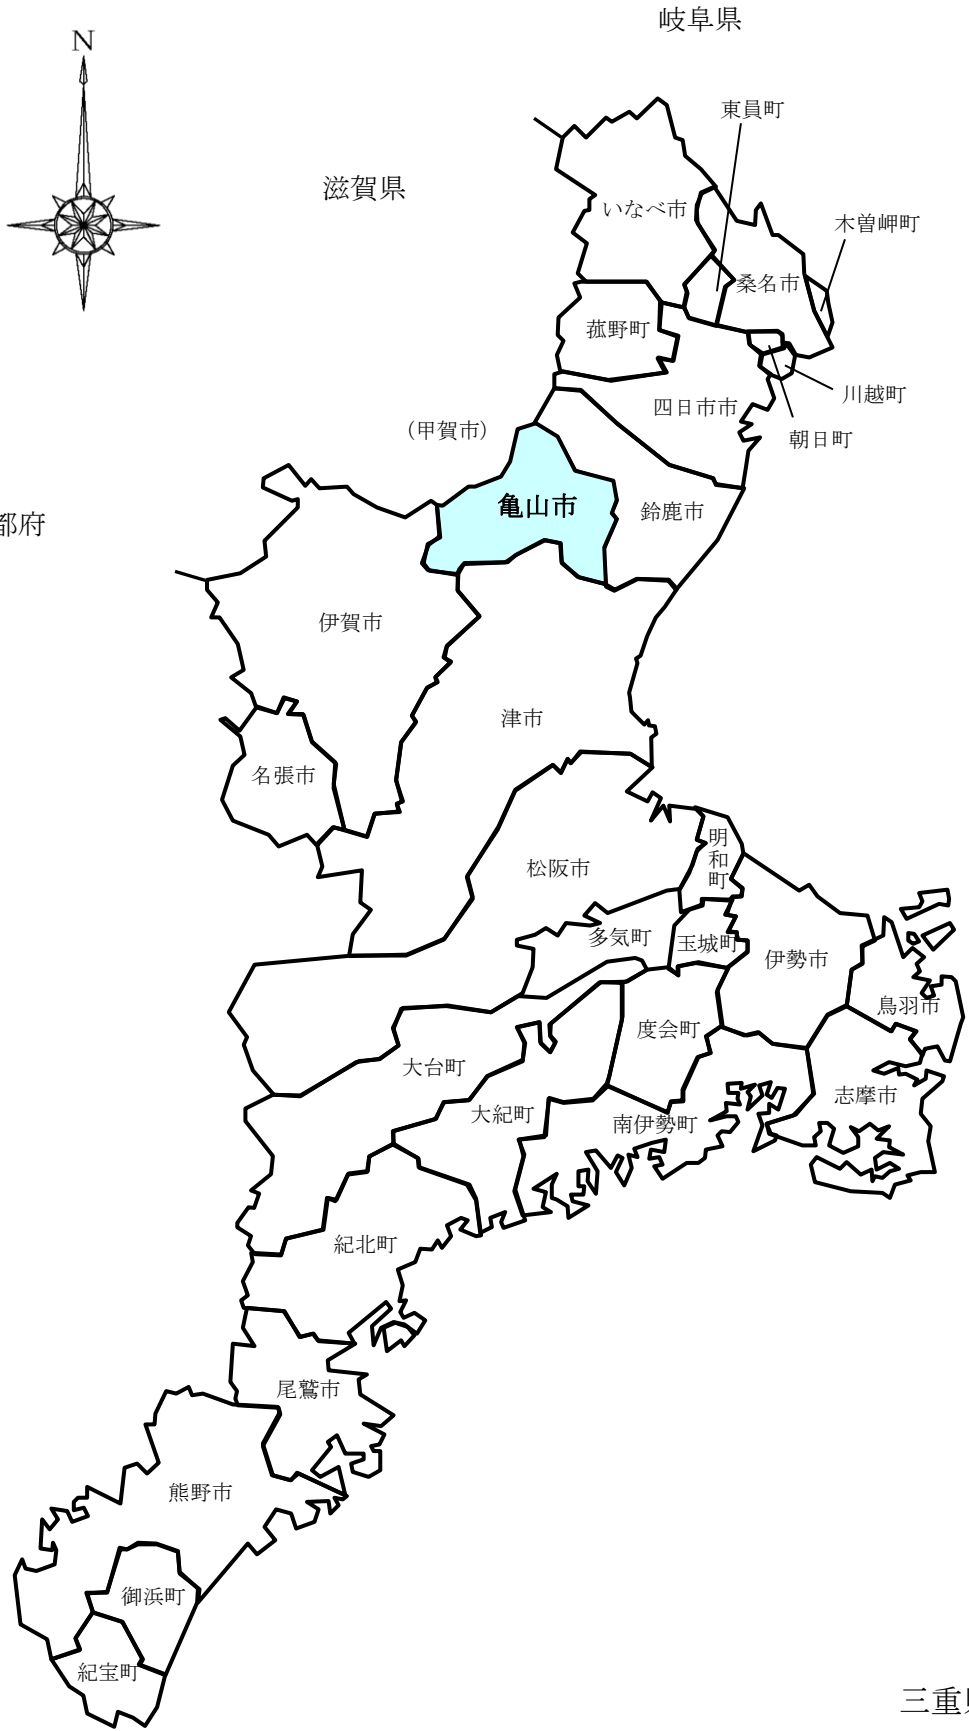 岐阜県
N
東員町
滋賀県
いなべ市
木曽岬町
桑名市
菰野町
川越町
四日市市
(甲賀市)
朝日町
亀山市
鈴鹿市
都府
伊賀市
津市
名張市
明和町
松阪市
多気町
玉城町
伊勢市
鳥羽市
度会町
大台町
志摩市
大紀町
南伊勢町
紀北町
尾鷲市
熊野市
御浜町
紀宝町
三重県